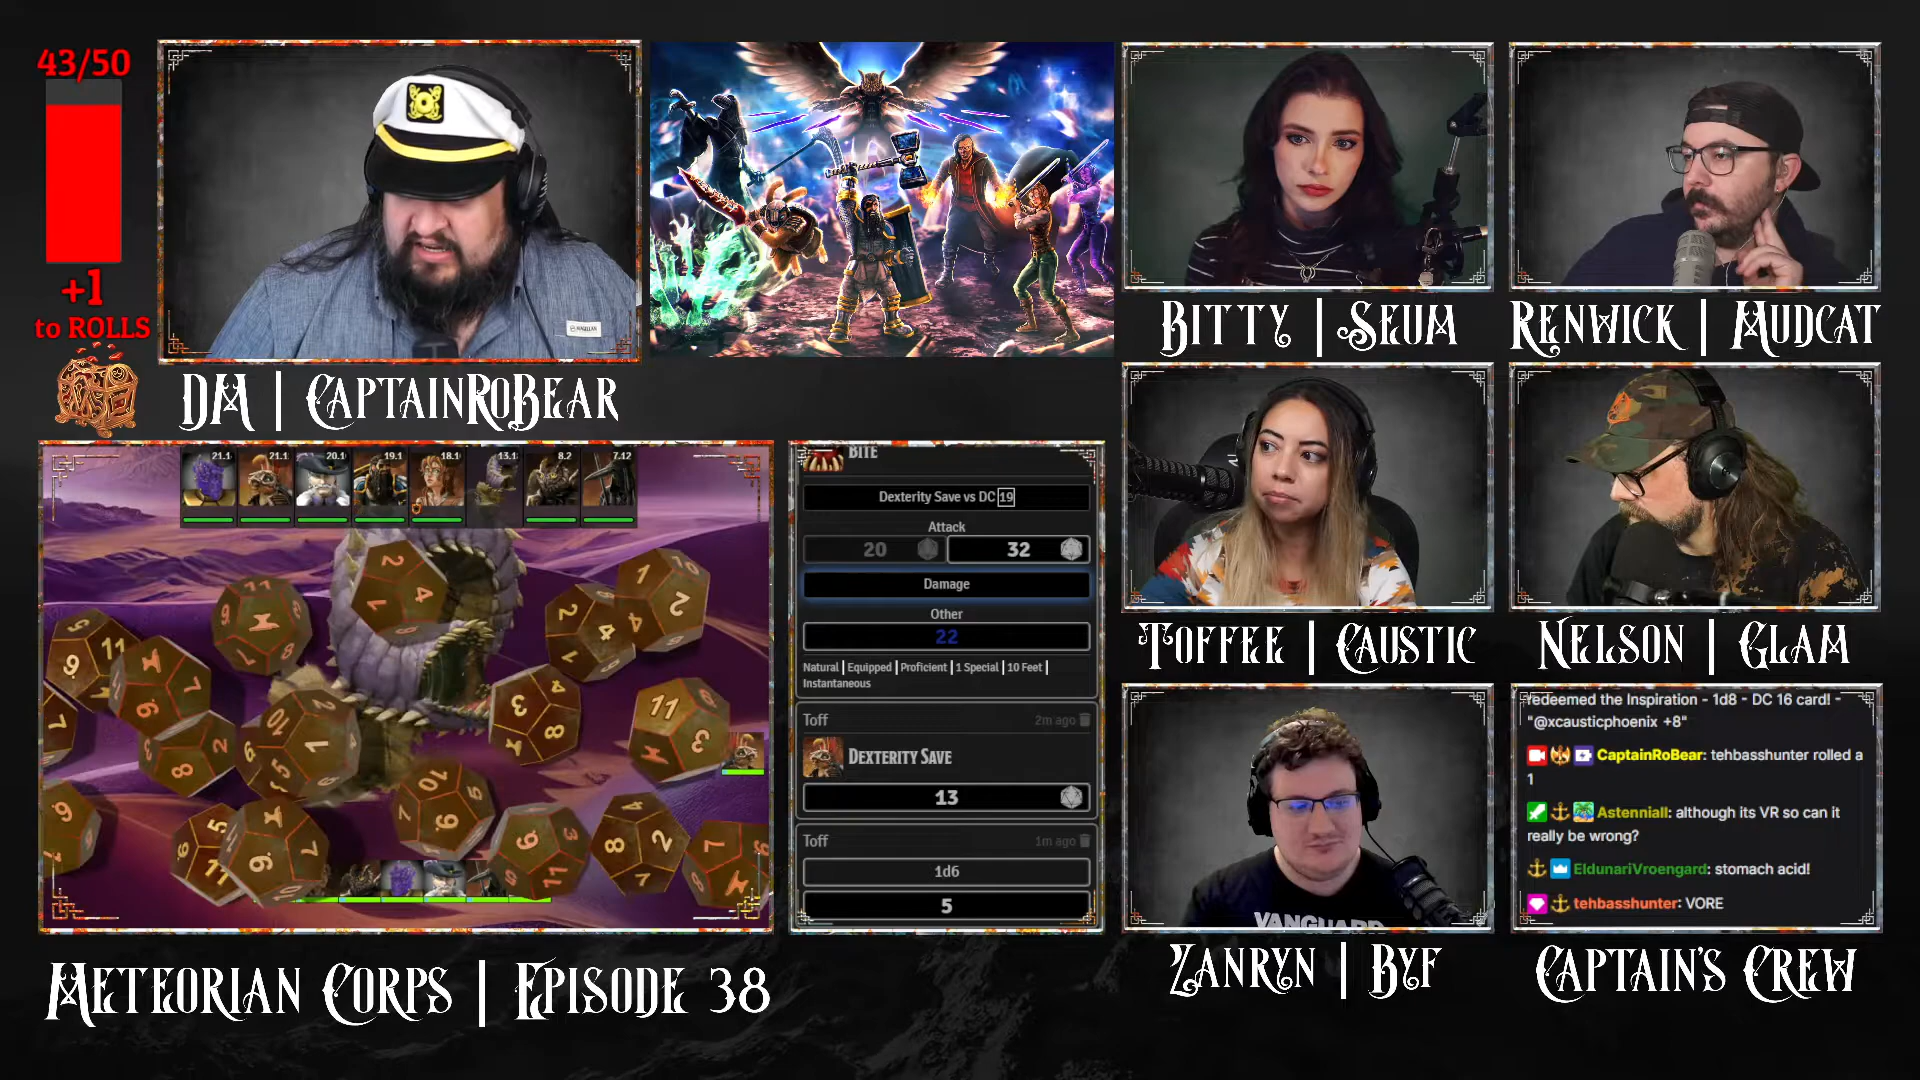 43/50
+1
to ROLLS
DM | CaptainRoBear
Bitty | Seum
Renwick | Mudcat
Toffee | Caustic
Nelson | Glam
Zanryn | Byf
Captain's Crew
Meteorian Corps | Episode 38
21.1
21.1
20.1
19.1
18.1
13.1
8.2
7.12
BITE
Dexterity Save vs DC 19
Attack
20
32
Damage
Other
22
Natural | Equipped | Proficient | 1 Special | 10 Feet |
Instantaneous
Toff
2m ago
Dexterity Save
13
Toff
1m ago
1d6
5
redeemed the Inspiration - 1d8 - DC 16 card! -
"@xcausticphoenix +8"
CaptainRoBear: tehbasshunter rolled a
1
Astenniall: although its VR so can it
really be wrong?
EldunariVroengard: stomach acid!
tehbasshunter: VORE
VANGUARD
MAGELLAN